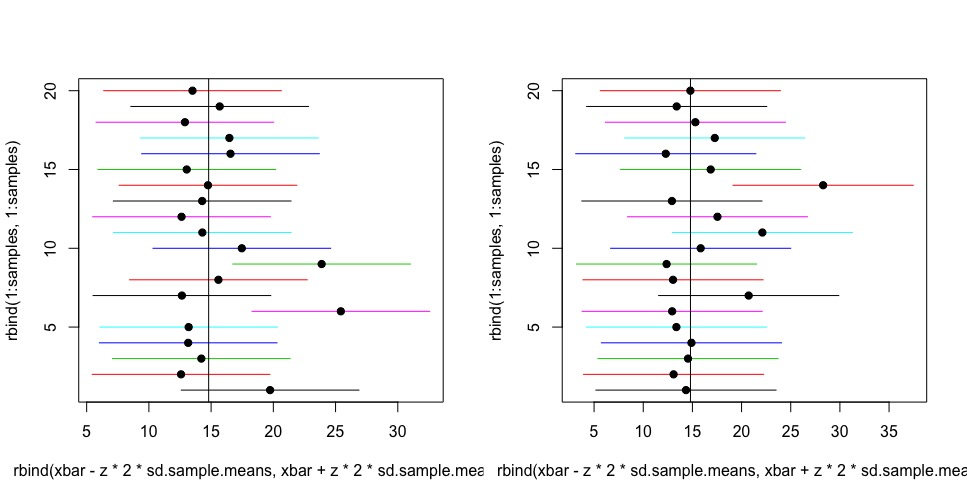 rbind(1:samples, 1:samples)
20
15
10
5
5 10 15 20 25 30
rbind(xbar - z * 2 * sd.sample.means, xbar + z * 2 * sd.sample.mea
rbind(1:samples, 1:samples)
20
15
10
5
5 10 15 20 25 30 35
rbind(xbar - z * 2 * sd.sample.means, xbar + z * 2 * sd.sample.mea